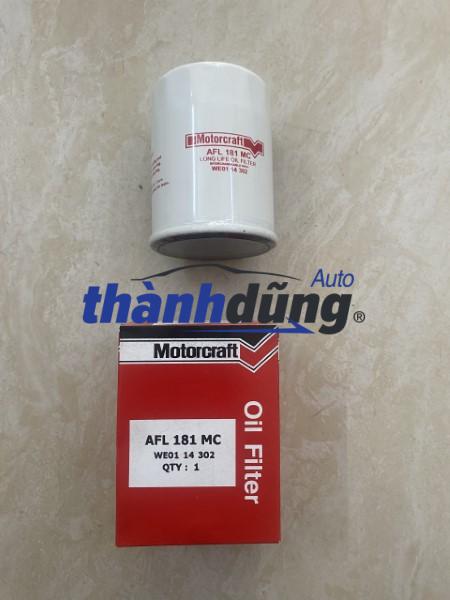 Motorcraft
AFL 181 MC
LONG LIFE OIL FILTER
WE01 14 302
Auto
thànhdũng®
Motorcraft
AFL 181 MC
WE01 14 302
QTY : 1
Oil Filter